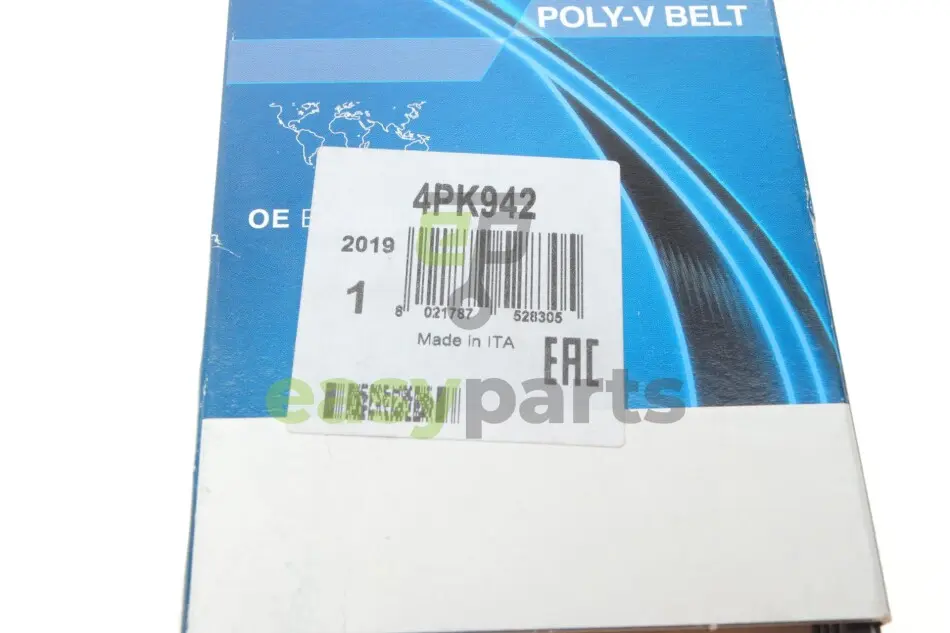 POLY-V BELT
OE
4PK942
2019
1
8 021787 528305
Made in ITA
EAC
easyparts